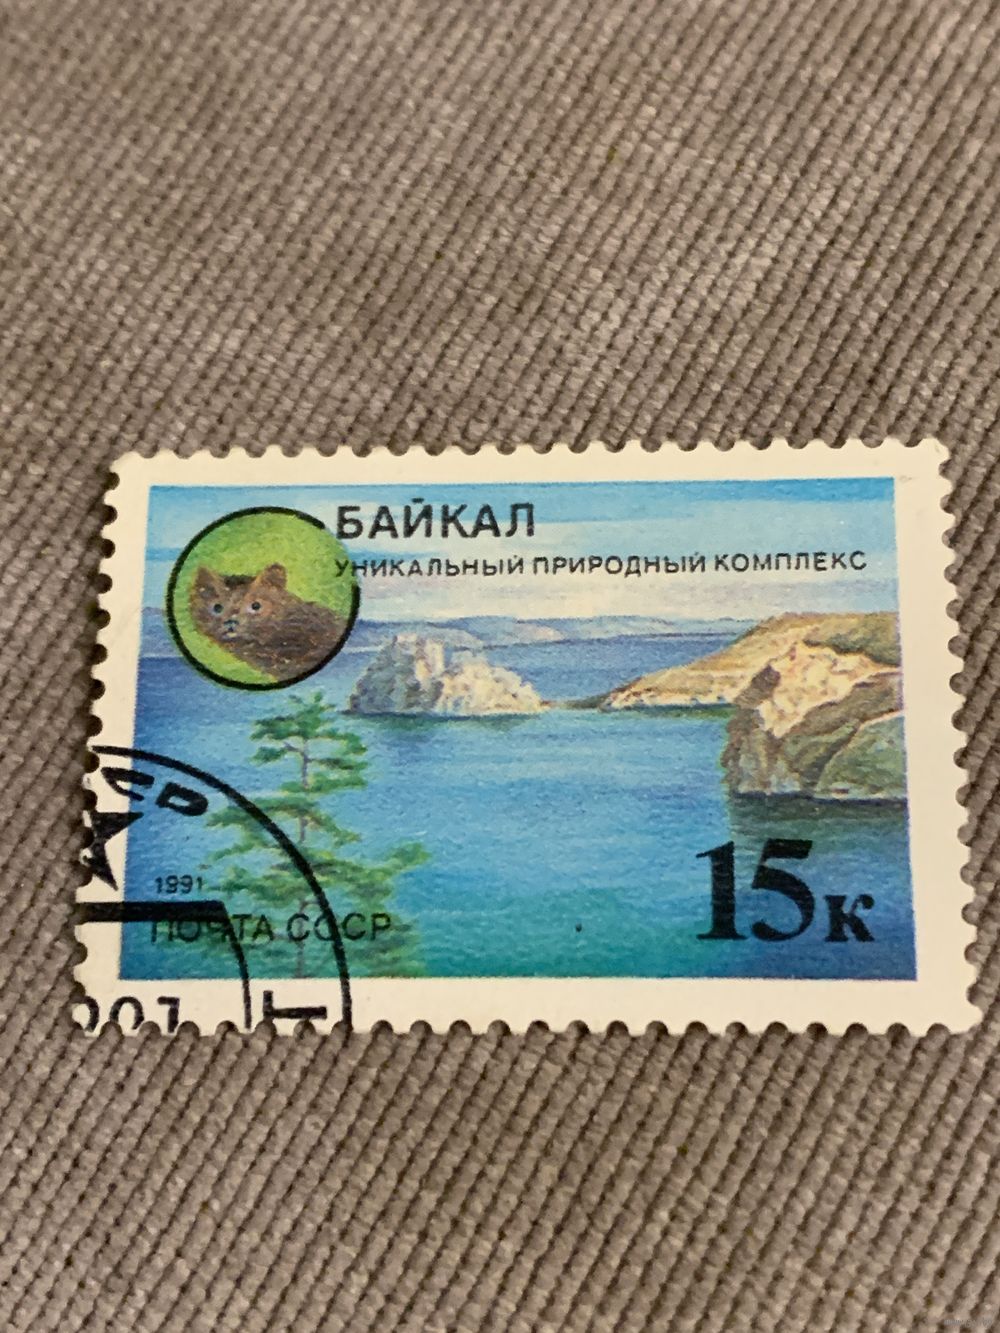 БАЙКАЛ
УНИКАЛЬНЫЙ ПРИРОДНЫЙ КОМПЛЕКС
15к
1991
ПОЧТА СССР